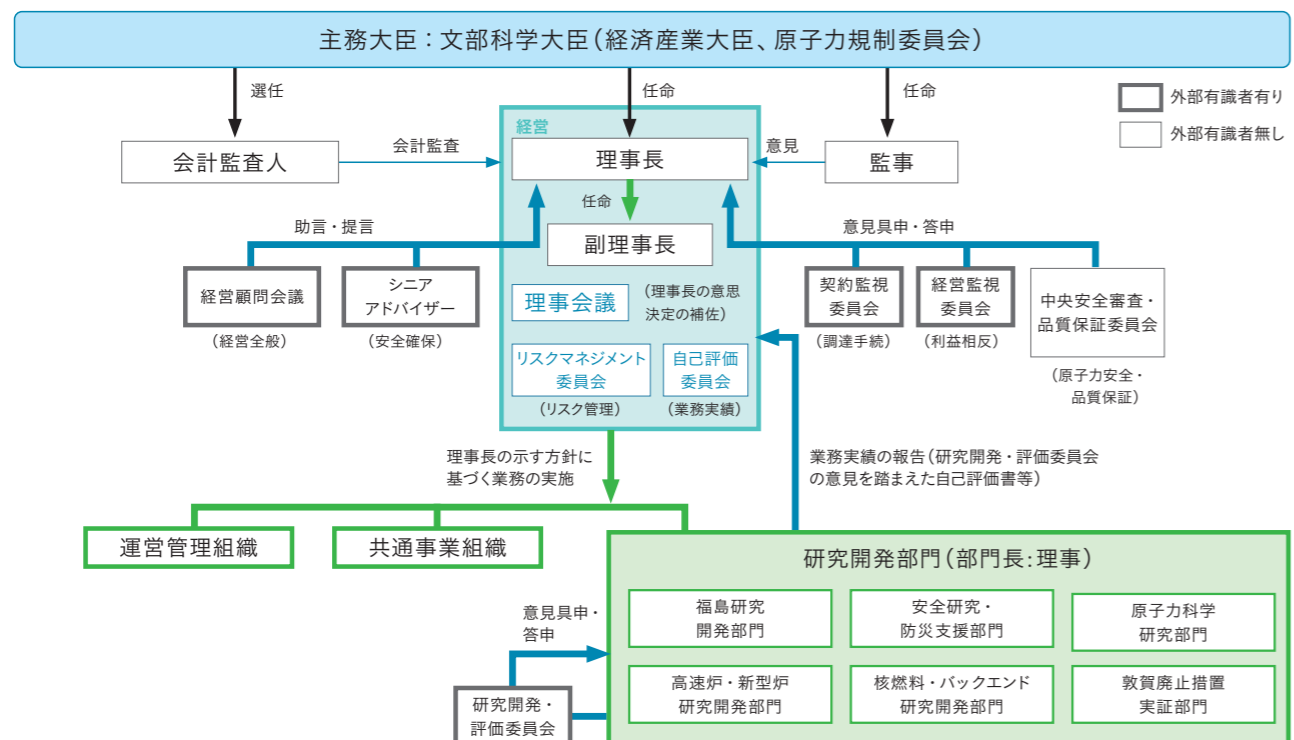 主務大臣：文部科学大臣（経済産業大臣、原子力規制委員会）
選任
任命
任命
外部有識者有り
外部有識者無し
経営
会計監査人
会計監査
理事長
意見
監事
任命
助言・提言
意見具申・答申
副理事長
経営顧問会議
（経営全般）
シニア
アドバイザー
（安全確保）
理事会議
（理事長の意思
決定の補佐）
契約監視
委員会
（調達手続）
経営監視
委員会
（利益相反）
中央安全審査・
品質保証委員会
（原子力安全・
品質保証）
リスクマネジメント
委員会
（リスク管理）
自己評価
委員会
（業務実績）
理事長の示す方針に
基づく業務の実施
業務実績の報告（研究開発・評価委員会
の意見を踏まえた自己評価書等）
運営管理組織
共通事業組織
研究開発部門（部門長:理事）
福島研究
開発部門
安全研究・
防災支援部門
原子力科学
研究部門
高速炉・新型炉
研究開発部門
核燃料・バックエンド
研究開発部門
敦賀廃止措置
実証部門
意見具申・
答申
研究開発・
評価委員会